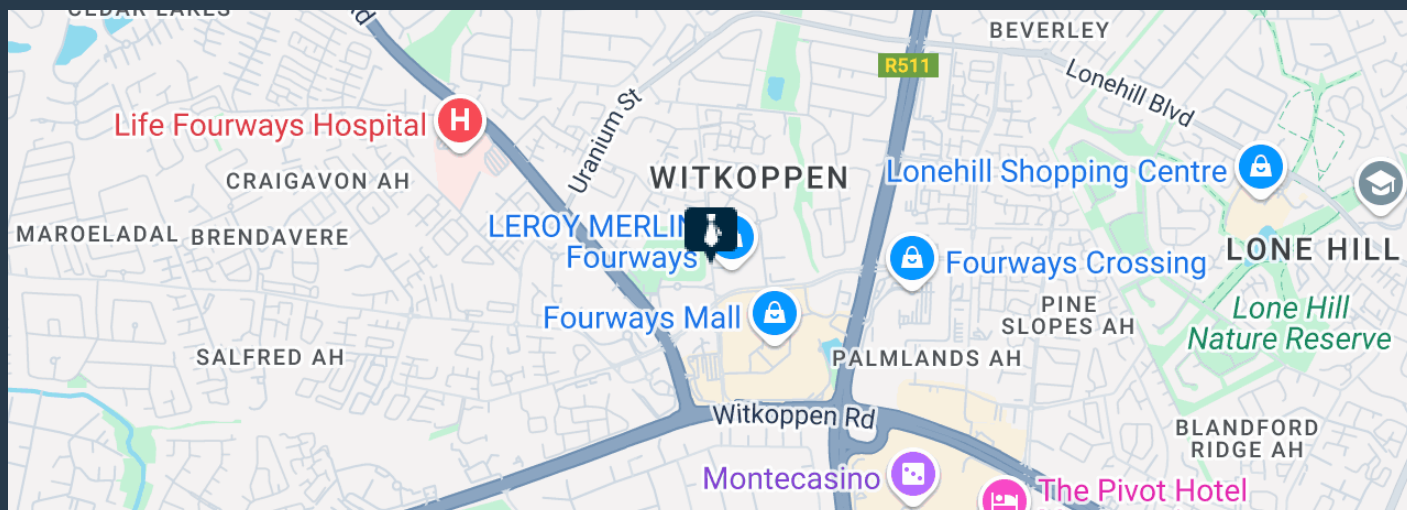 CEDAR LAKES
Rd
BEVERLEY
R511
Lonehill Blvd
Uranium St
Life Fourways Hospital
H
WITKOPPEN
Lonehill Shopping Centre
CRAIGAVON AH
MAROELADAL
BRENDAVERE
LEROY MERLIN
Fourways
LONE HILL
Fourways Crossing
PINE
SLOPES AH
Lone Hill
Nature Reserve
Fourways Mall
SALFRED AH
PALMLANDS AH
Witkoppen Rd
BLANDFORD
RIDGE AH
Montecasino
The Pivot Hotel